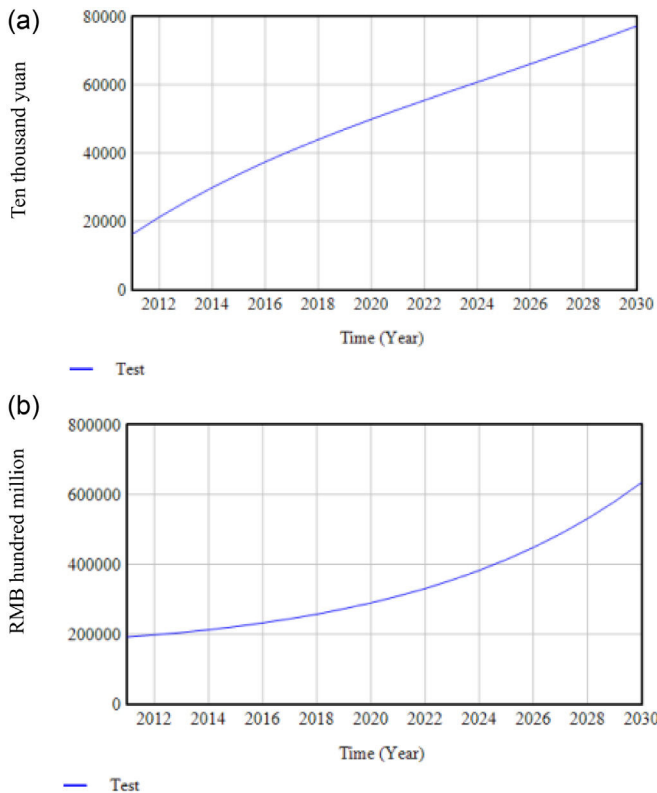 (a)
Ten thousand yuan
80000
60000
40000
20000
0
2012 2014 2016 2018 2020 2022 2024 2026 2028 2030
Time (Year)
Test
(b)
RMB hundred million
800000
600000
400000
200000
0
2012 2014 2016 2018 2020 2022 2024 2026 2028 2030
Time (Year)
Test